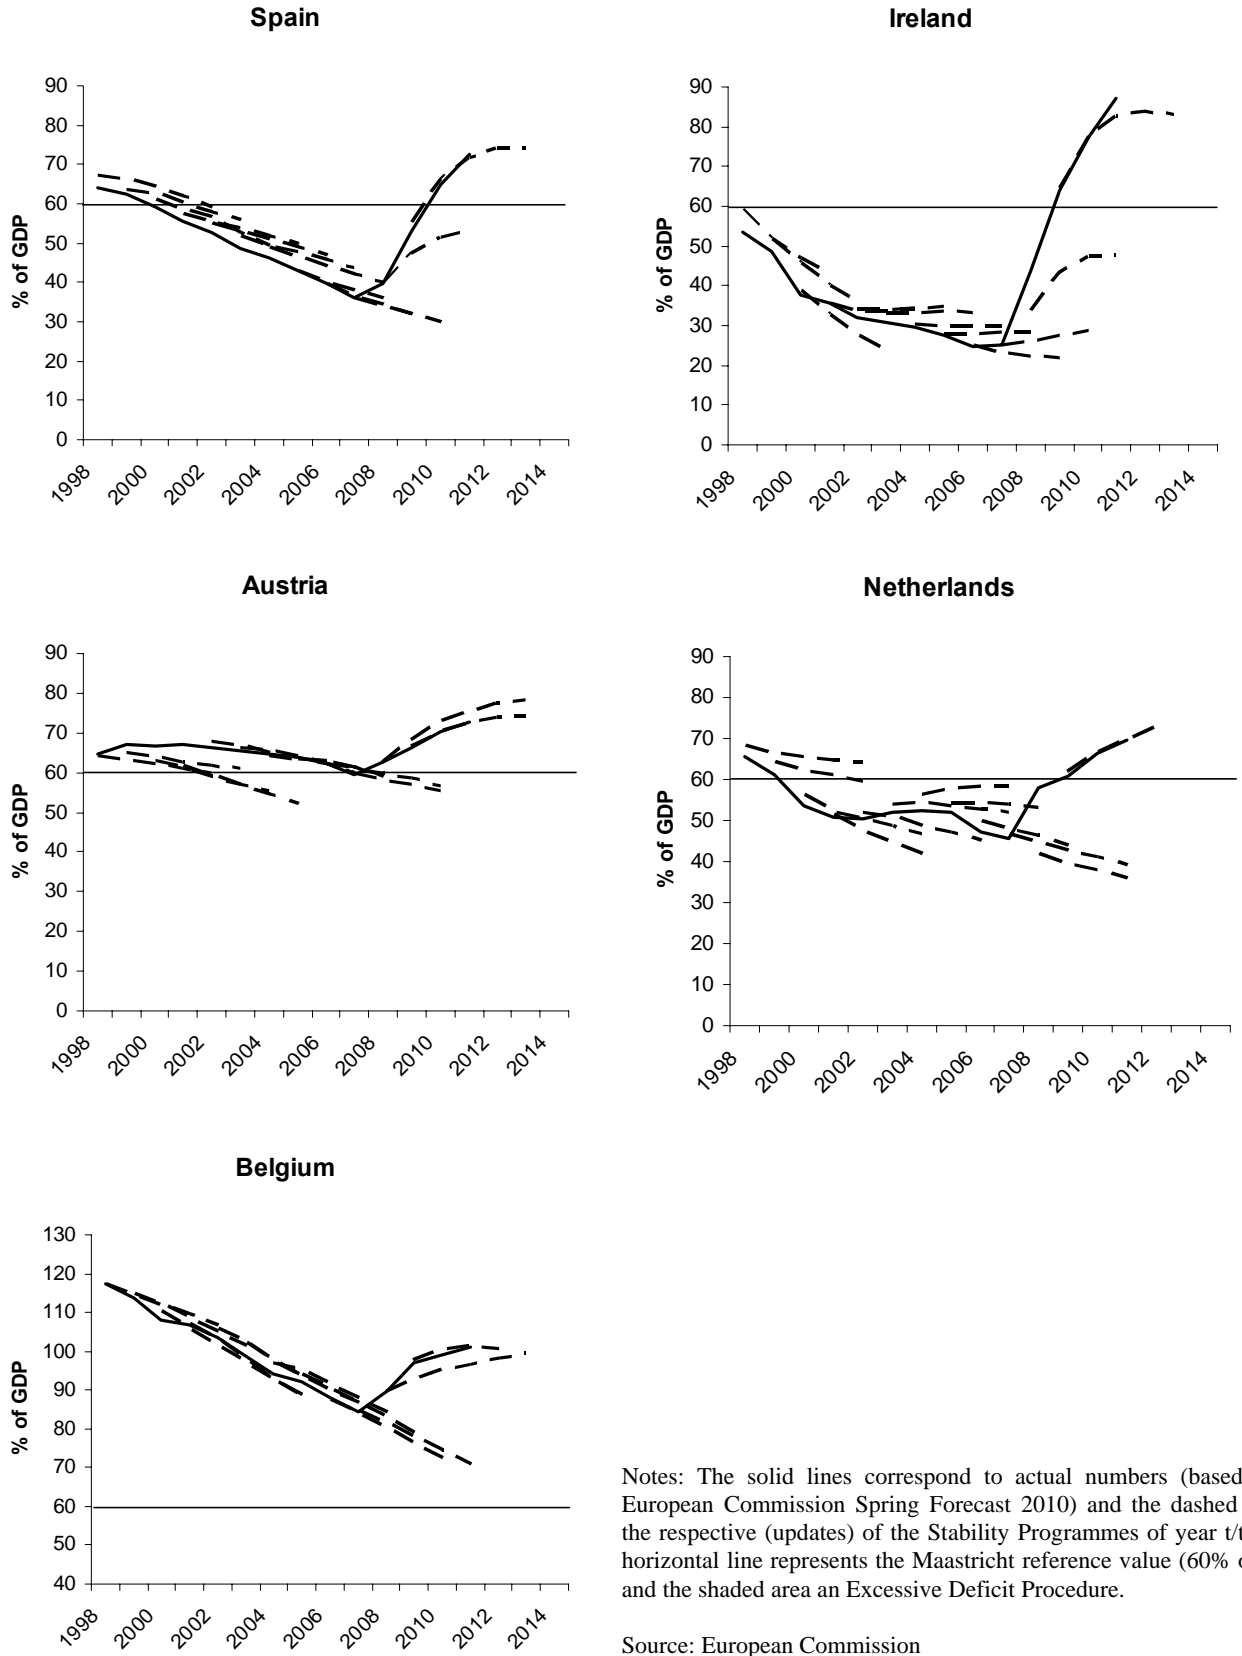 Spain
90
80
70
60
50
40
30
20
10
0
% of GDP
1998 2000 2002 2004 2006 2008 2010 2012 2014
Ireland
90
80
70
60
50
40
30
20
10
0
% of GDP
1998 2000 2002 2004 2006 2008 2010 2012 2014
Austria
90
80
70
60
50
40
30
20
10
0
% of GDP
1998 2000 2002 2004 2006 2008 2010 2012 2014
Netherlands
90
80
70
60
50
40
30
20
10
0
% of GDP
1998 2000 2002 2004 2006 2008 2010 2012 2014
Belgium
130
120
110
100
90
80
70
60
50
40
% of GDP
1998 2000 2002 2004 2006 2008 2010 2012 2014
Notes: The solid lines correspond to actual numbers (based
European Commission Spring Forecast 2010) and the dashed
the respective (updates) of the Stability Programmes of year t/t
horizontal line represents the Maastricht reference value (60%
and the shaded area an Excessive Deficit Procedure.
Source: European Commission